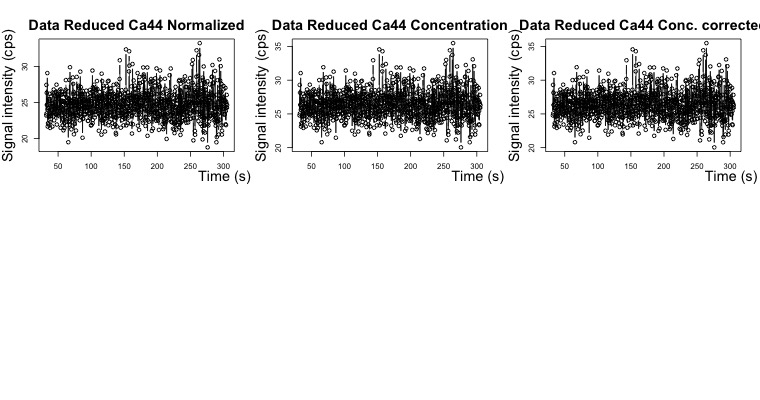 Data Reduced Ca44 Normalized
Signal intensity (cps)
30
25
20
50 100 150 200 250 300
Time (s)
Data Reduced Ca44 Concentration
Signal intensity (cps)
35
30
25
20
50 100 150 200 250 300
Time (s)
Data Reduced Ca44 Conc. corrected
Signal intensity (cps)
35
30
25
20
50 100 150 200 250 300
Time (s)